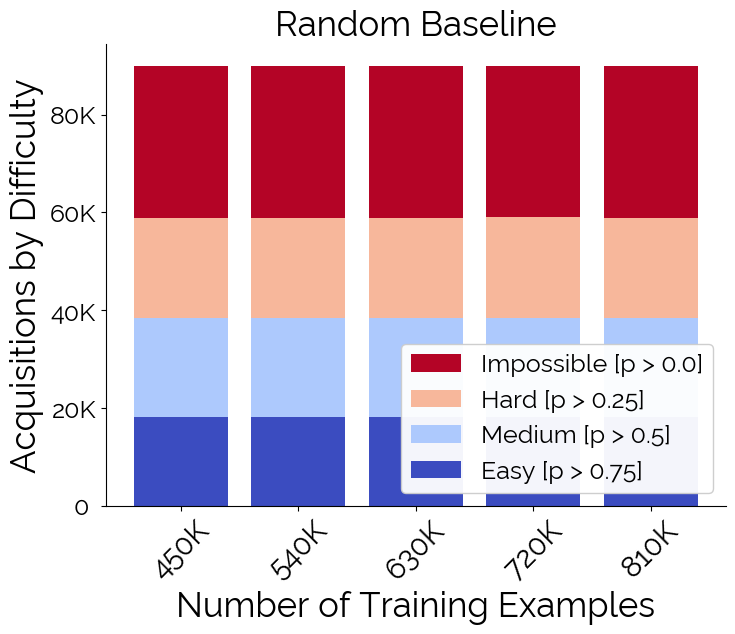 Random Baseline
Acquisitions by Difficulty
80K
60K
40K
20K
0
Impossible [p > 0.0]
Hard [p > 0.25]
Medium [p > 0.5]
Easy [p > 0.75]
450K
540K
630K
720K
810K
Number of Training Examples